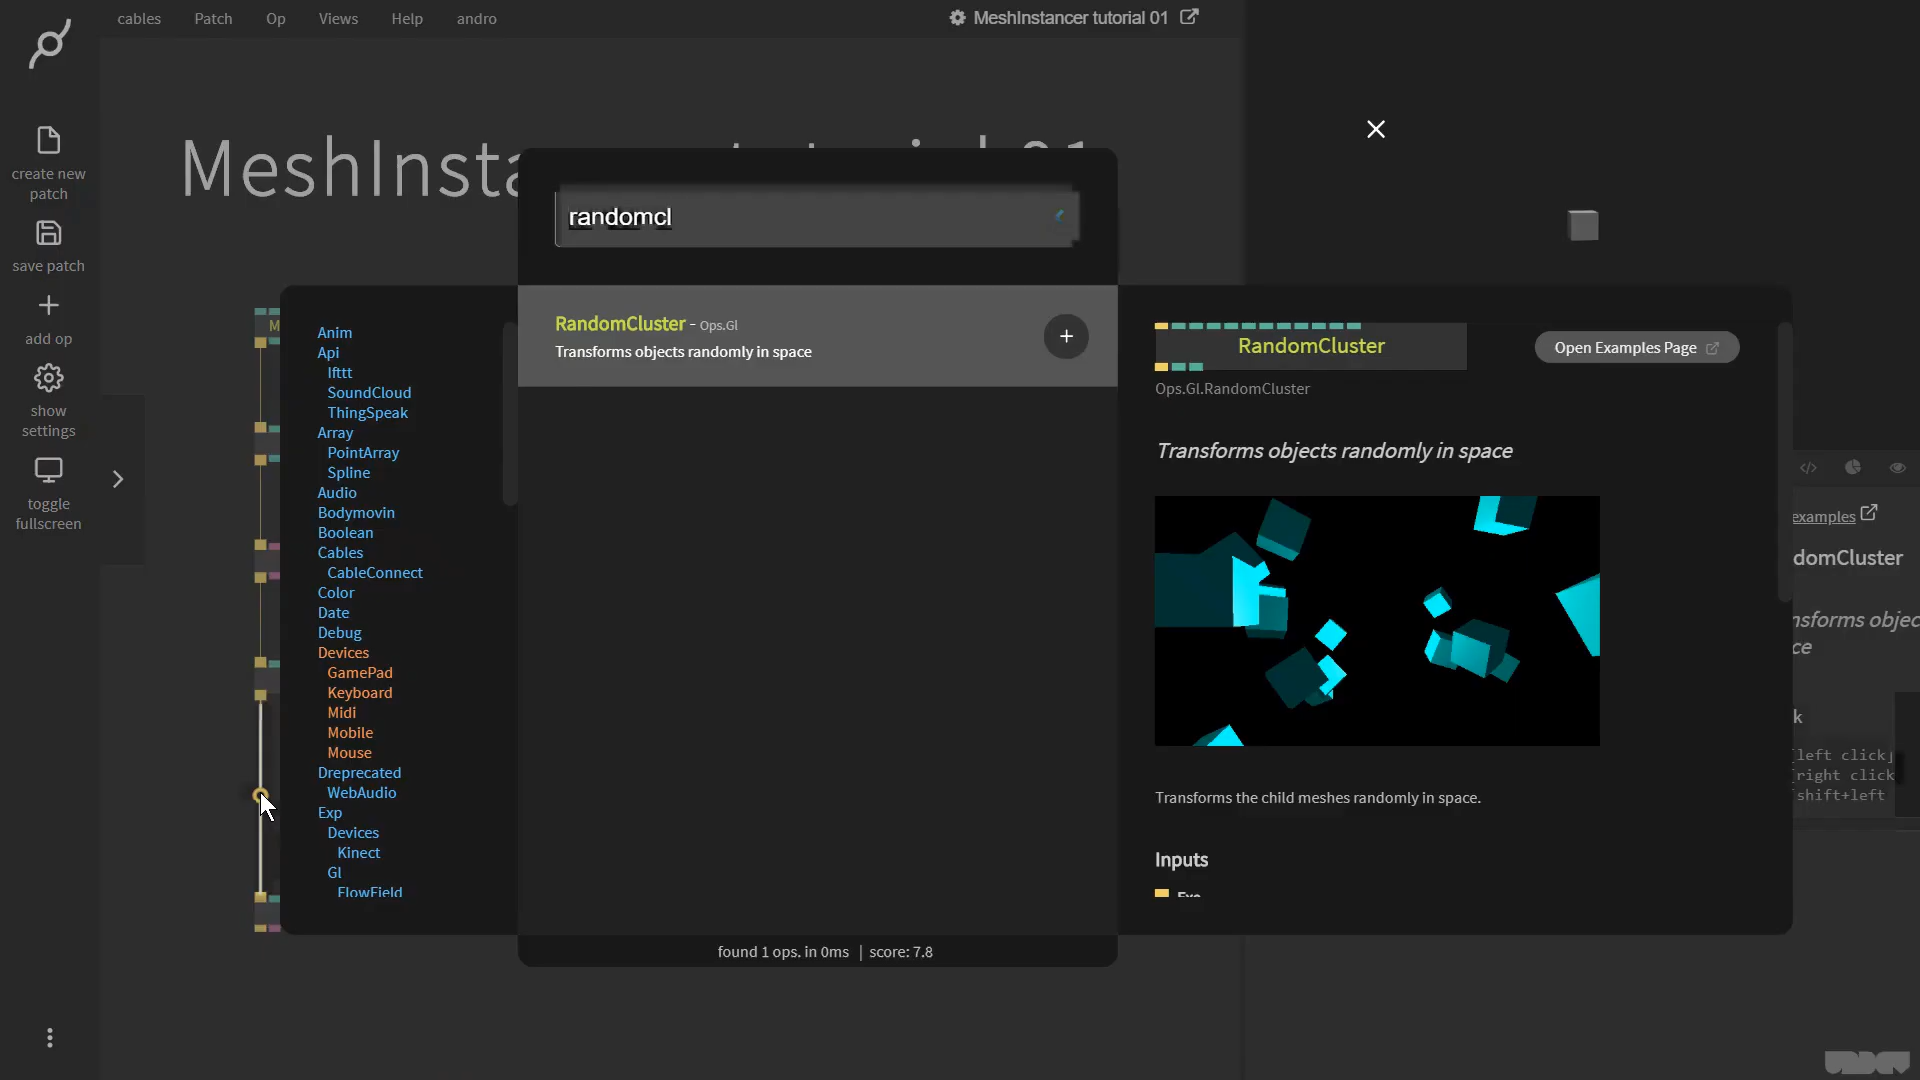 cables Patch Op Views Help andro
MeshInstancer tutorial 01
create new
patch
save patch
add op
show
settings
toggle
fullscreen
randomcl
Anim
Api
Ifttt
SoundCloud
ThingSpeak
Array
PointArray
Spline
Audio
Bodymovin
Boolean
Cables
CableConnect
Color
Date
Debug
Devices
GamePad
Keyboard
Midi
Mobile
Mouse
Dreprecated
WebAudio
Exp
Devices
Kinect
Gl
FlowField
RandomCluster - Ops.Gl
Transforms objects randomly in space
+
found 1 ops. in 0ms | score: 7.8
RandomCluster
Open Examples Page
Ops.Gl.RandomCluster
Transforms objects randomly in space
Transforms the child meshes randomly in space.
Inputs
examples
domCluster
nsforms objec
ce
k
[left click]
[right click
[shift+left